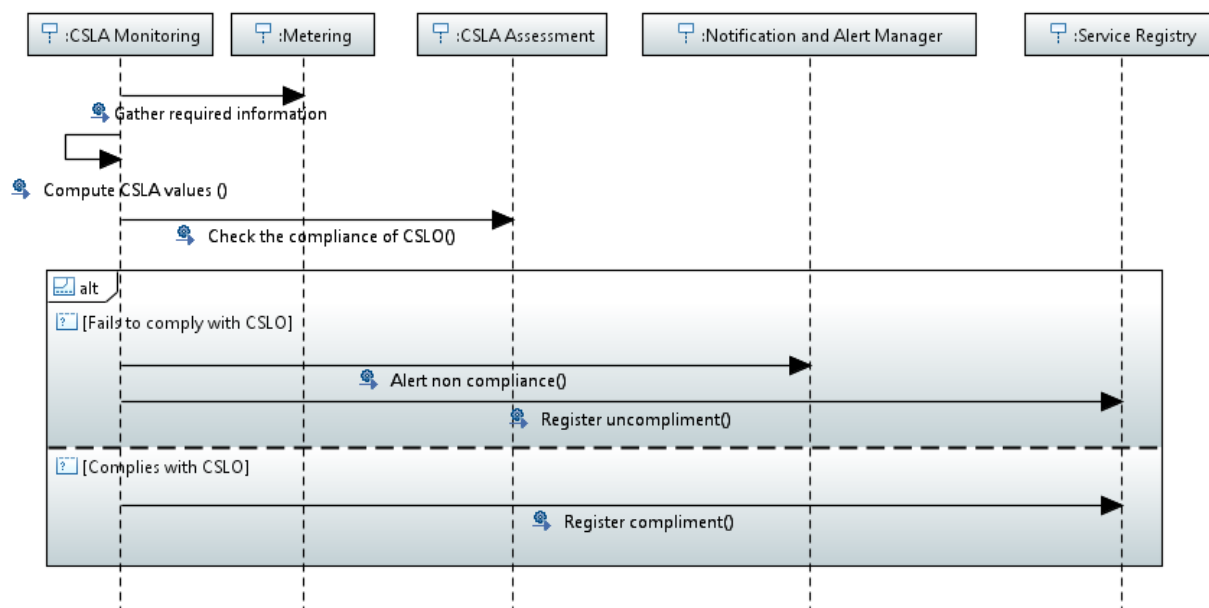 :CSLA Monitoring
:Metering
:CSLA Assessment
:Notification and Alert Manager
:Service Registry
Gather required information
Compute CSLA values ()
Check the compliance of CSLO()
alt
[Fails to comply with CSLO]
Alert non compliance()
Register uncompliment()
[Complies with CSLO]
Register compliment()